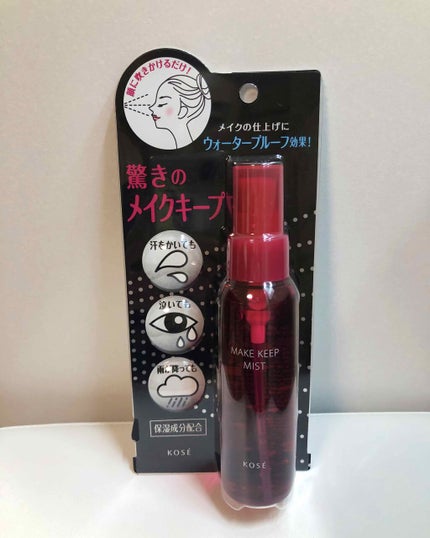 顔に吹きかけるだけ!
メイクの仕上げに
ウォータープルーフ効果!
驚きの
メイクキープ
汗をかいても
泣いても
雨に降っても
保湿成分配合
KOSÉ
MAKE KEEP
MIST
KOSÉ